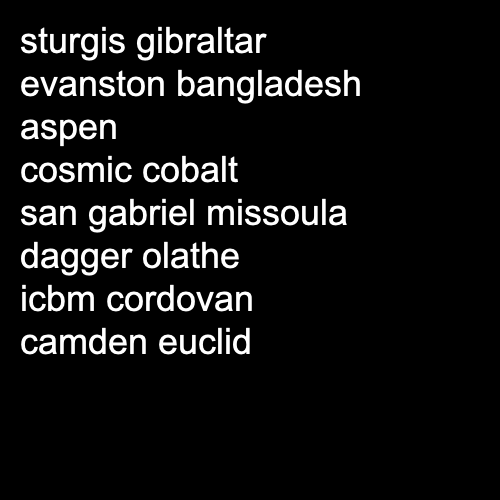 sturgis gibraltar
evanston bangladesh
aspen
cosmic cobalt
san gabriel missoula
dagger olathe
icbm cordovan
camden euclid